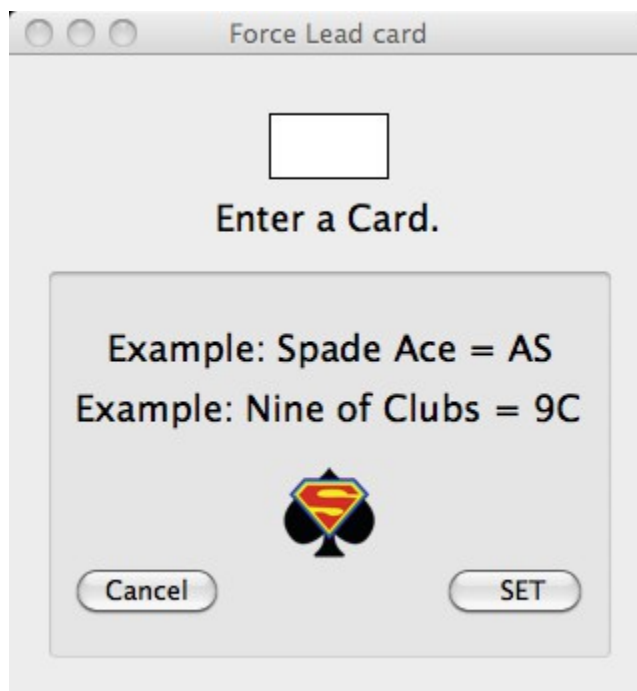 Force Lead card
Enter a Card.
Example: Spade Ace = AS
Example: Nine of Clubs = 9C
S
Cancel SET